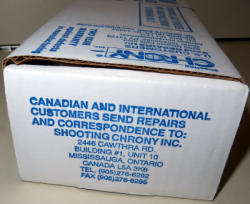 CHRONY
CANADIAN AND INTERNATIONAL
CUSTOMERS SEND REPAIRS
AND CORRESPONDENCE TO:
SHOOTING CHRONY INC.
2446 CAWTHRA RD.
BUILDING #1, UNIT 10
MISSISSAUGA, ONTARIO
CANADA L5A 3K6
TEL. (905)276-6292
FAX (905)276-6295